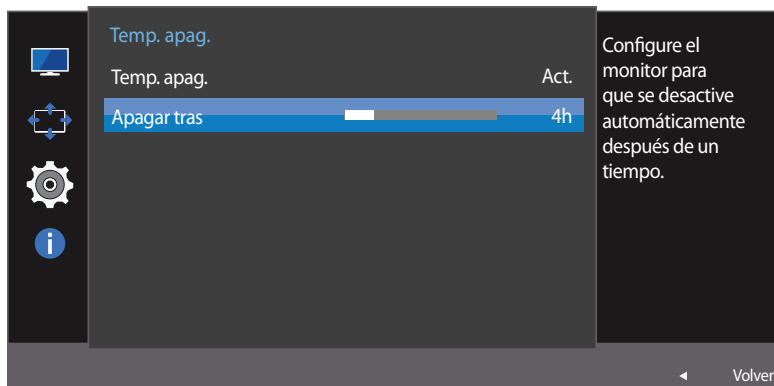 Temp. apag.
Temp. apag. Act.
Apagar tras 4h
Configure el
monitor para
que se desactive
automáticamente
después de un
tiempo.
Volver